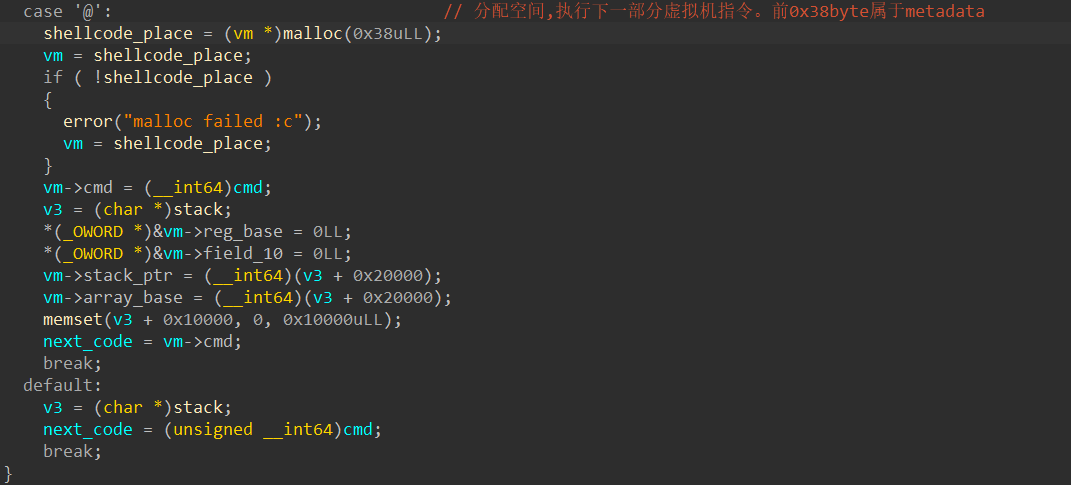 case '@': // 分配空间,执行下一部分虚拟机指令。前0x38byte属于metadata
shellcode_place = (vm *)malloc(0x38uLL);
vm = shellcode_place;
if ( !shellcode_place )
{
error("malloc failed :c");
vm = shellcode_place;
}
vm->cmd = (__int64)cmd;
v3 = (char *)stack;
*(_OWORD *)&vm->reg_base = 0LL;
*(_OWORD *)&vm->field_10 = 0LL;
vm->stack_ptr = (__int64)(v3 + 0x20000);
vm->array_base = (__int64)(v3 + 0x20000);
memset(v3 + 0x10000, 0, 0x10000uLL);
next_code = vm->cmd;
break;
default:
v3 = (char *)stack;
next_code = (unsigned __int64)cmd;
break;
}